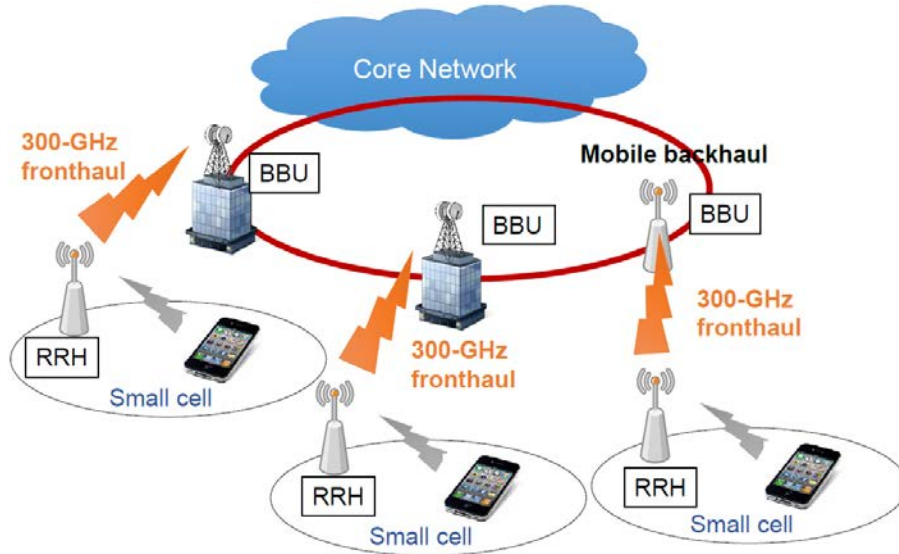 Core Network
300-GHz
fronthaul
BBU
Mobile backhaul
BBU
BBU
300-GHz
fronthaul
300-GHz
fronthaul
RRH
Small cell
RRH
Small cell
RRH
Small cell